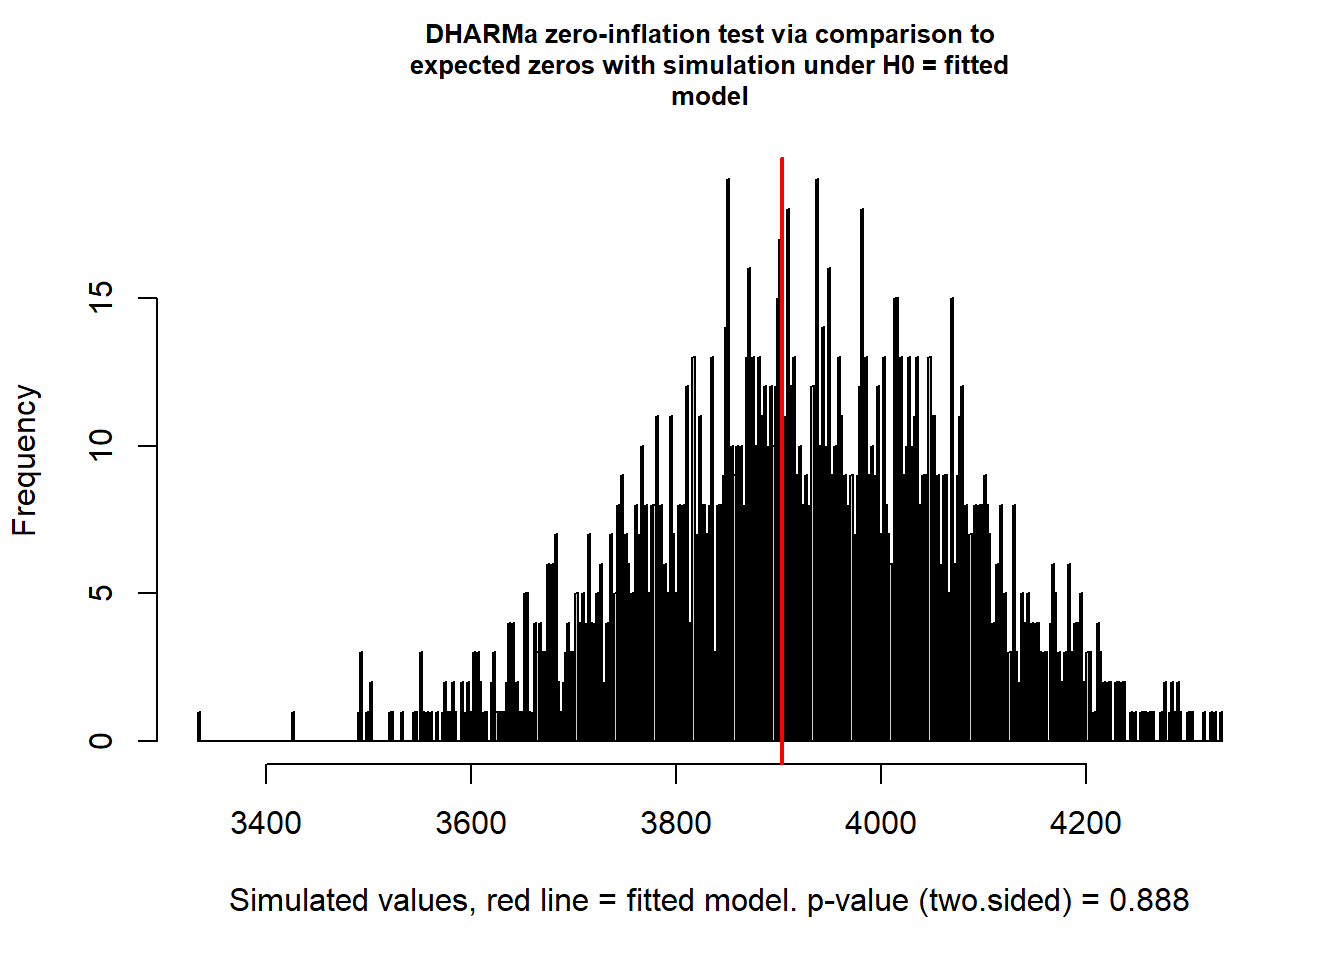 DHARMa zero-inflation test via comparison to
expected zeros with simulation under H0 = fitted
model
Frequency
15
10
5
0
3400 3600 3800 4000 4200
Simulated values, red line = fitted model. p-value (two.sided) = 0.888